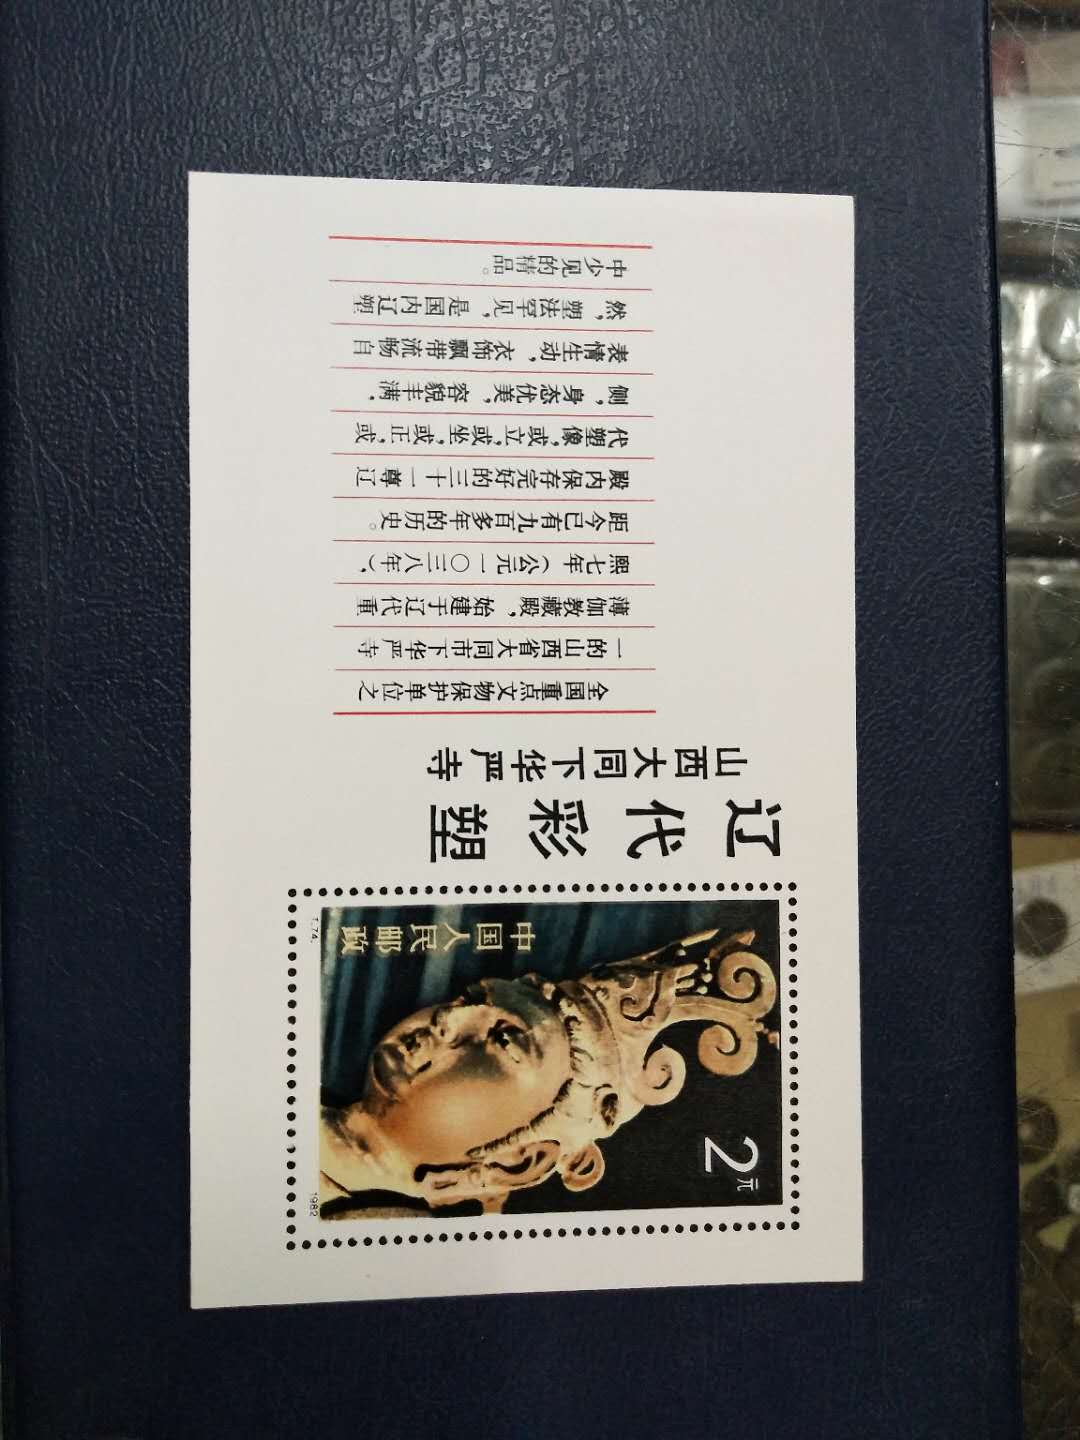 2元
中国人民邮政
T.74.
1982
辽代彩塑
山西大同下华严寺
全国重点文物保护单位之
一的山西省大同市下华严寺
薄伽教藏殿，始建于辽代重
熙七年（公元一〇三八年），
距今已有九百多年的历史。
殿内保存完好的三十一尊辽
代塑像，或立，或坐，或正，或
侧，身态优美，容貌丰满，
表情生动，衣饰飘带流畅自
然，塑法罕见，是国内辽塑
中少见的精品。